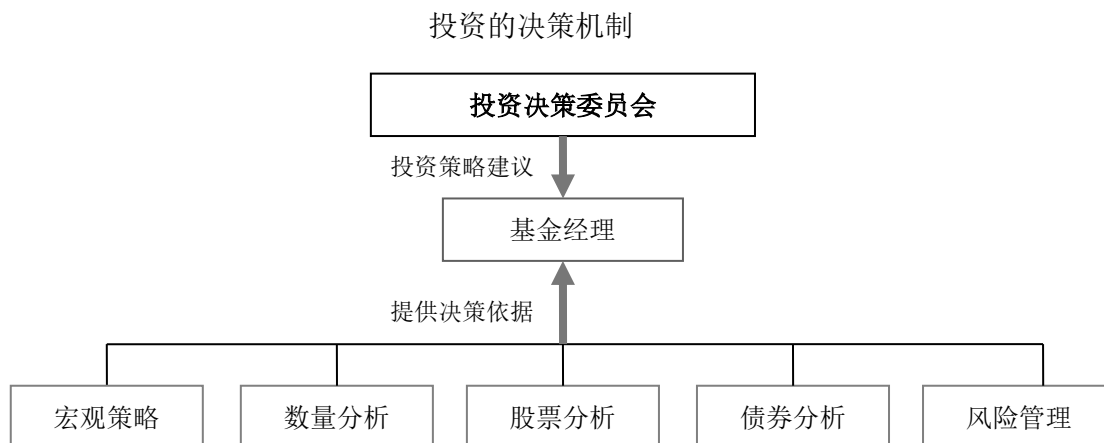 投资的决策机制
投资决策委员会
投资策略建议
基金经理
提供决策依据
宏观策略
数量分析
股票分析
债券分析
风险管理